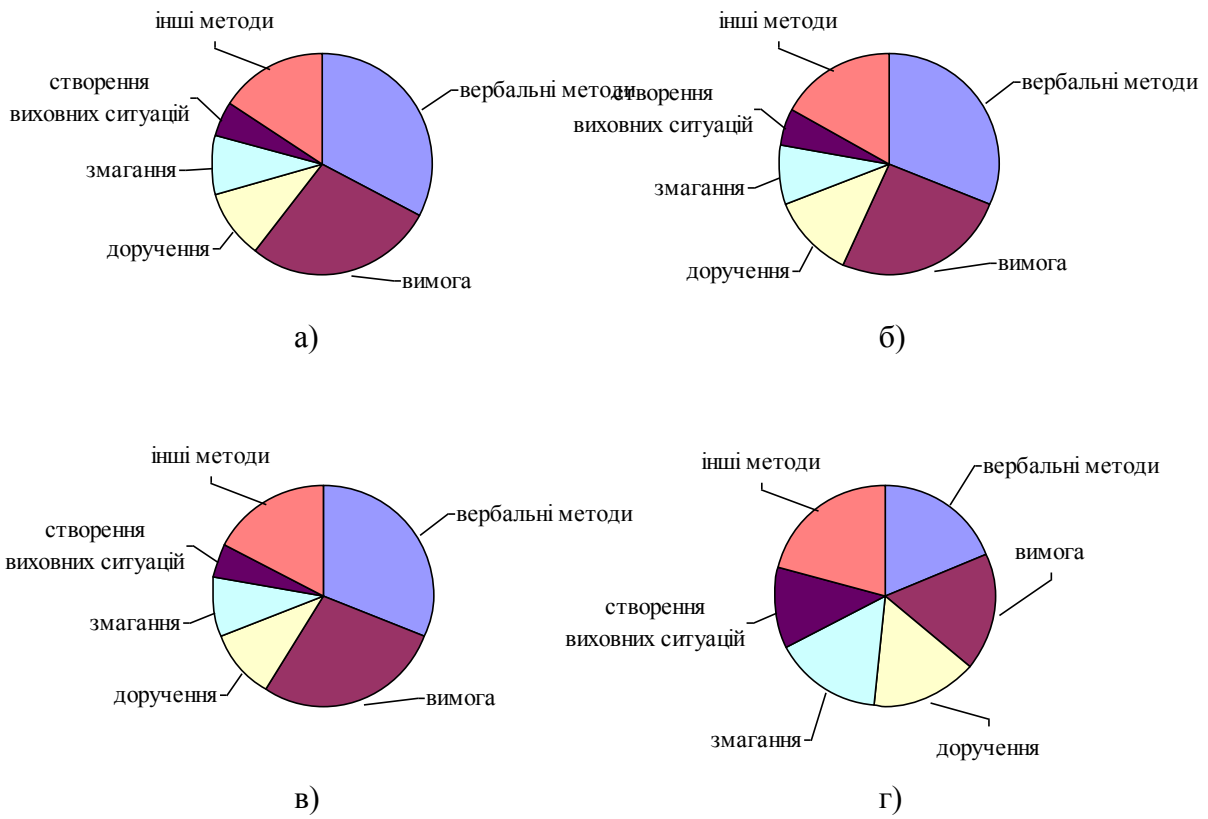 інші методи
створення
виховних ситуацій
змагання
доручення
вимога
вербальні методи
а)
інші методи
створення
виховних ситуацій
змагання
доручення
вимога
вербальні методи
б)
інші методи
створення
виховних ситуацій
змагання
доручення
вимога
вербальні методи
в)
інші методи
вербальні методи
вимога
створення
виховних ситуацій
змагання
доручення
г)